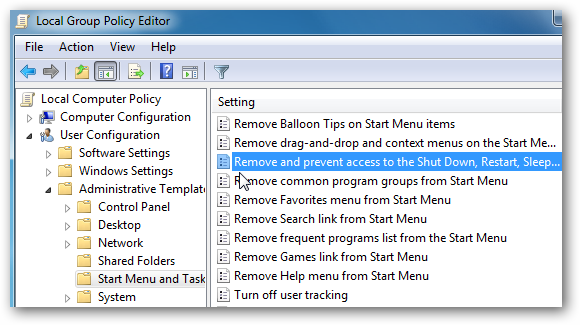 Local Group Policy Editor
File Action View Help
Local Computer Policy
Computer Configuration
User Configuration
Software Settings
Windows Settings
Administrative Templat
Control Panel
Desktop
Network
Shared Folders
Start Menu and Task
System
Setting
Remove Balloon Tips on Start Menu items
Remove drag-and-drop and context menus on the Start Me...
Remove and prevent access to the Shut Down, Restart, Sleep...
Remove common program groups from Start Menu
Remove Favorites menu from Start Menu
Remove Search link from Start Menu
Remove frequent programs list from the Start Menu
Remove Games link from Start Menu
Remove Help menu from Start Menu
Turn off user tracking